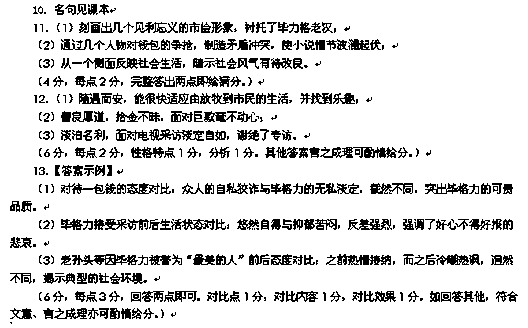 10. 名句见课本
11.（1）刻画出几个见利忘义的市侩形象，衬托了毕力格老汉，
（2）通过几个人物对钱包的争抢，制造矛盾冲突，使小说情节波澜起伏，
（3）从一个侧面反映社会生活，暗示社会风气有待改良。
（4分，每点2分，完整答出两点即给满分。）
12.（1）随遇而安，能很快适应由放牧到市民的生活，并找到乐趣，
（2）善良厚道，拾金不昧，面对巨款毫不动心；
（3）淡泊名利，面对电视采访淡定自如，谢绝了专访。
（6分，每点2分，性格特点1分，分析1分。其他答案言之成理可酌情给分。）
13.【答案示例】
（1）对待一包钱的态度对比，众人的自私狡诈与毕格力的无私淡定，截然不同，突出毕格力的可贵
品质。
（2）毕格力接受采访前后生活状态对比：悠然自得与抑郁苦闷，反差强烈，强调了好心不得好报的
悲哀。
（3）老孙头等因毕格力被誉为“最美的人”前后态度对比：之前热情接纳，而之后冷嘲热讽，迥然
不同，揭示典型的社会环境。
（6分，每点3分，回答两点即可。对比点1分，对比内容1分，对比效果1分。如回答其他，符合
文意、言之成理亦可酌情给分。）